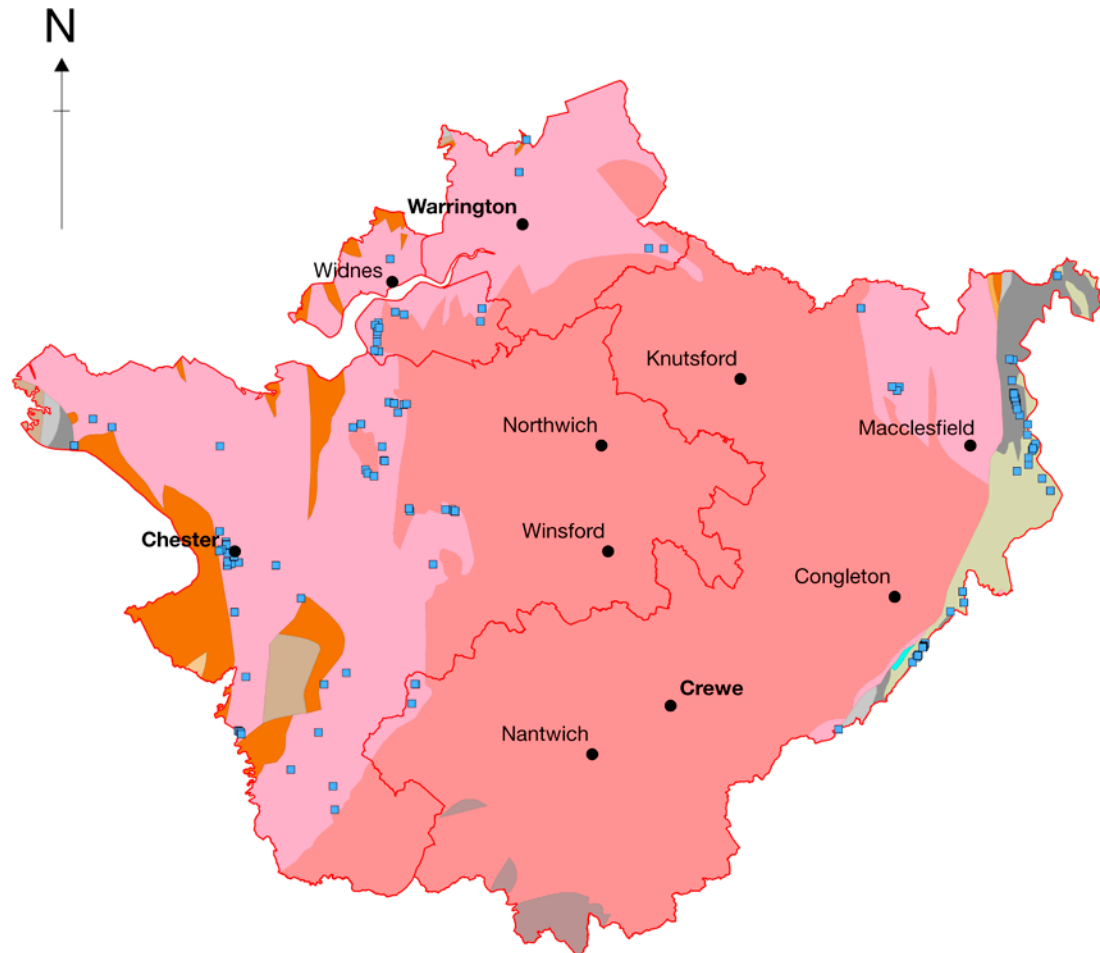 N
Warrington
Widnes
Knutsford
Northwich
Macclesfield
Winsford
Chester
Congleton
Crewe
Nantwich